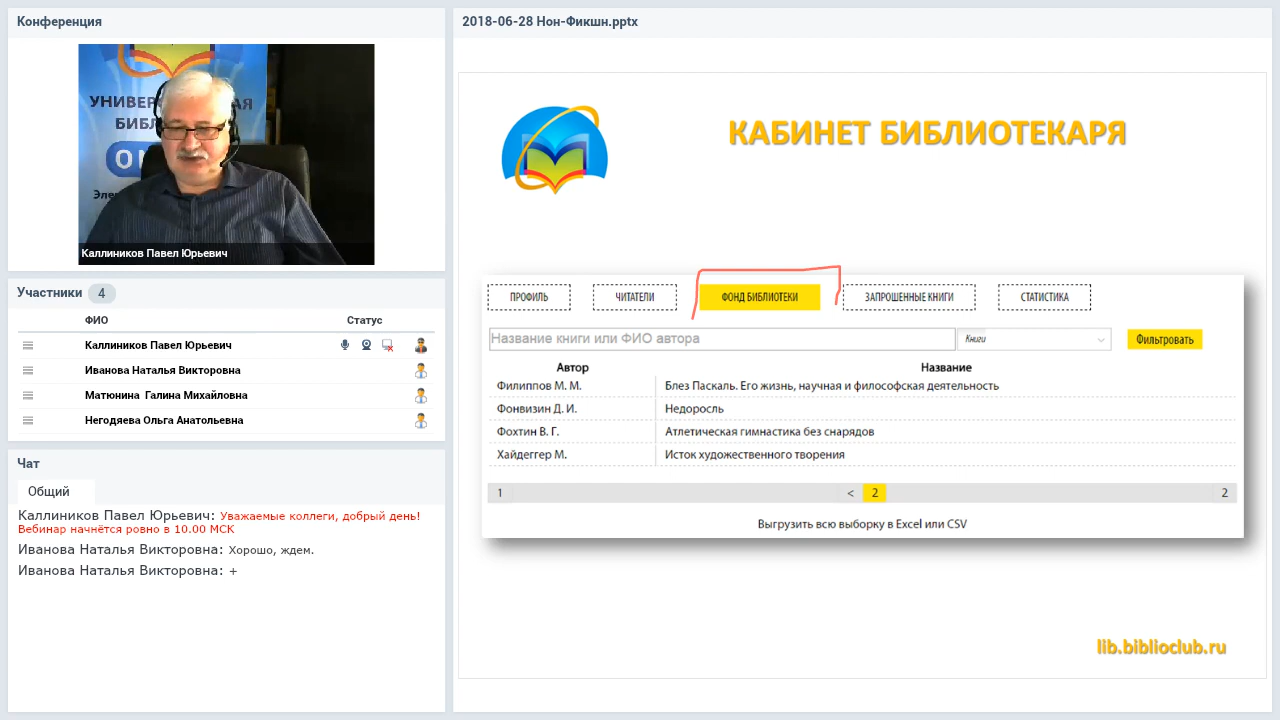 Конференция
УНИВЕР
АЯ
БИБЛ
Каллиников Павел Юрьевич
Участники 4
ФИО Статус
Каллиников Павел Юрьевич
Иванова Наталья Викторовна
Матюнина Галина Михайловна
Негодяева Ольга Анатольевна
Чат
Общий
Каллиников Павел Юрьевич: Уважаемые коллеги, добрый день!
Вебинар начнётся ровно в 10.00 МСК
Иванова Наталья Викторовна: Хорошо, ждем.
Иванова Наталья Викторовна: +
2018-06-28 Нон-Фикшн.pptx
КАБИНЕТ БИБЛИОТЕКАРЯ
ПРОФИЛЬ ЧИТАТЕЛИ ФОНД БИБЛИОТЕКИ ЗАПРОШЕННЫЕ КНИГИ СТАТИСТИКА
Название книги или ФИО автора Книги Фильтровать
Автор Название
Филиппов М. М. Блез Паскаль. Его жизнь, научная и философская деятельность
Фонвизин Д. И. Недоросль
Фохтин В. Г. Атлетическая гимнастика без снарядов
Хайдеггер М. Исток художественного творения
1 < 2 2
Выгрузить всю выборку в Excel или CSV
lib.biblioclub.ru